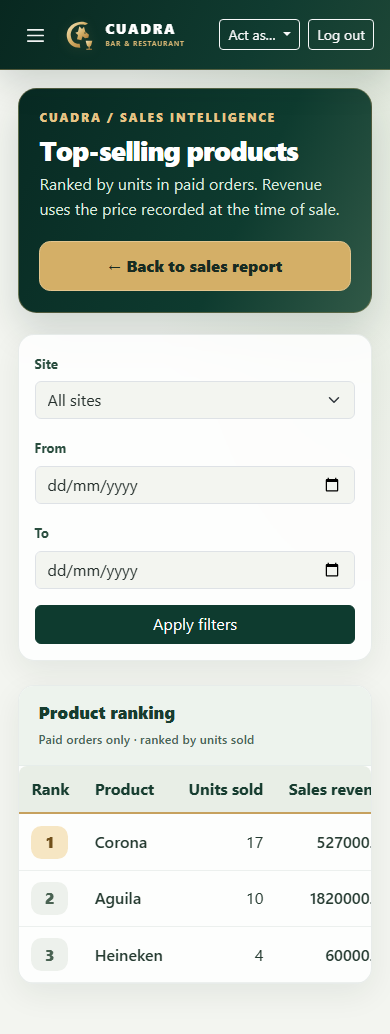 CUADRA
BAR & RESTAURANT
Act as...
Log out
CUADRA / SALES INTELLIGENCE
Top-selling products
Ranked by units in paid orders. Revenue
uses the price recorded at the time of sale.
← Back to sales report
Site
All sites
From
dd/mm/yyyy
To
dd/mm/yyyy
Apply filters
Product ranking
Paid orders only · ranked by units sold
Rank Product Units sold Sales reven
1 Corona 17 527000.
2 Aguila 10 1820000.
3 Heineken 4 60000.